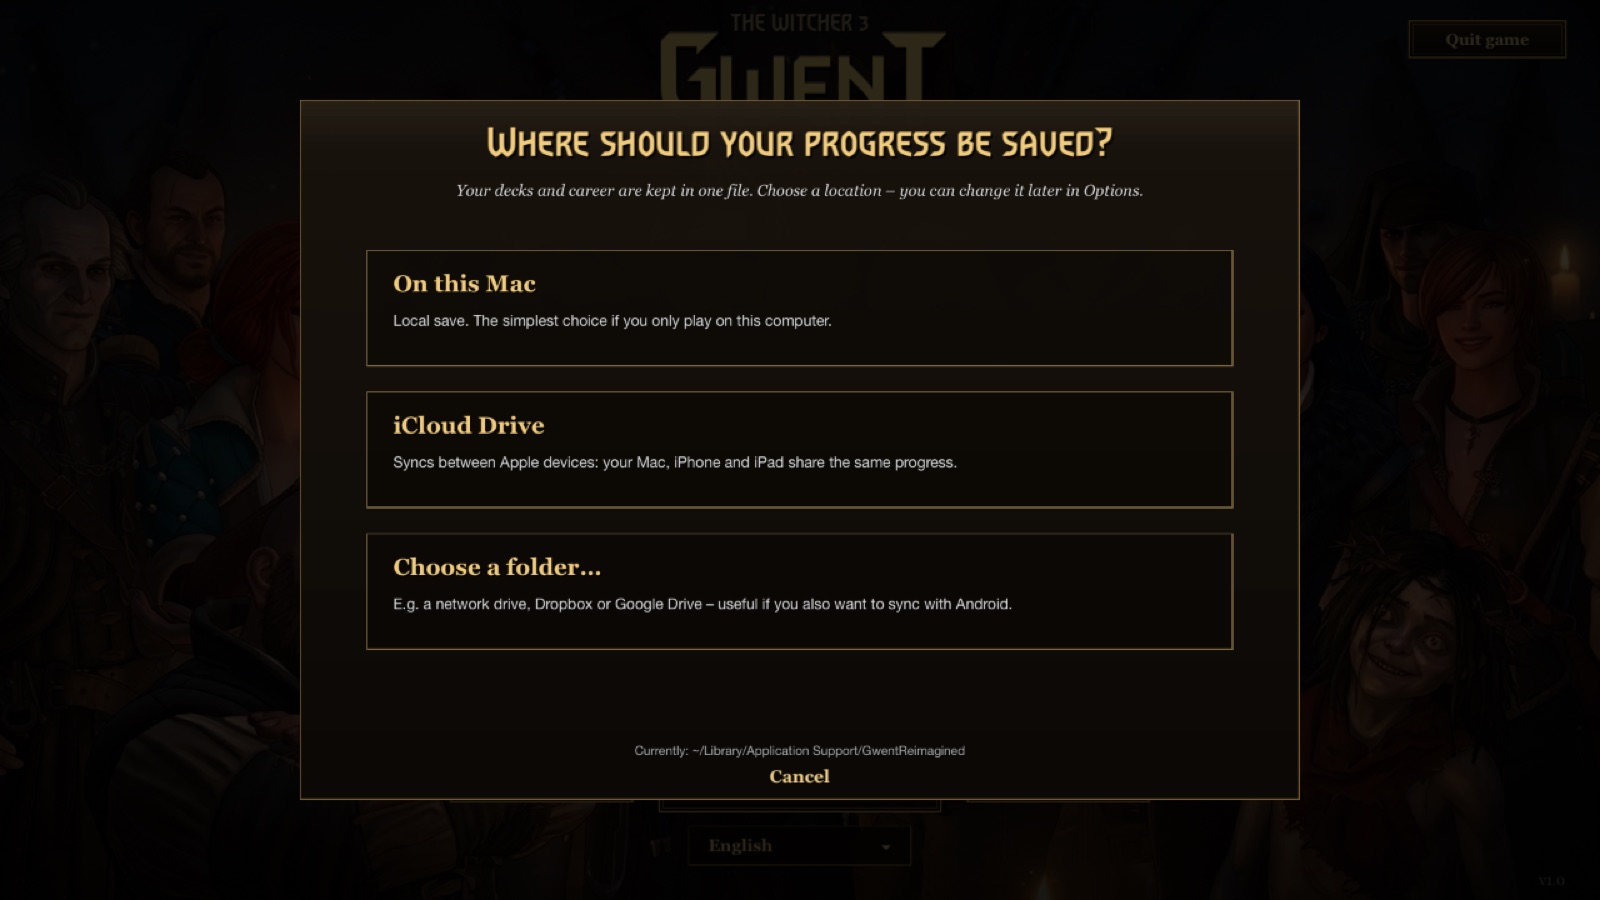 THE WITCHER 3
GWENT
Quit game
WHERE SHOULD YOUR PROGRESS BE SAVED?
Your decks and career are kept in one file. Choose a location – you can change it later in Options.
On this Mac
Local save. The simplest choice if you only play on this computer.
iCloud Drive
Syncs between Apple devices: your Mac, iPhone and iPad share the same progress.
Choose a folder...
E.g. a network drive, Dropbox or Google Drive – useful if you also want to sync with Android.
Currently: ~/Library/Application Support/GwentReimagined
Cancel
English
v1.0